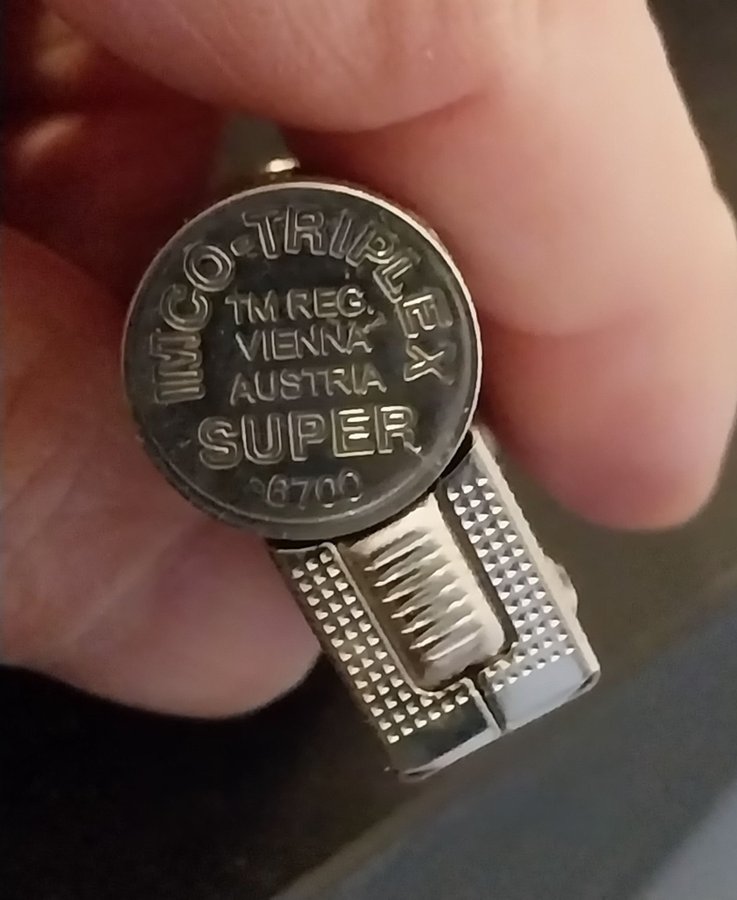 IMCO-TRIPLEX
TM REG.
VIENNA
AUSTRIA
SUPER
6700